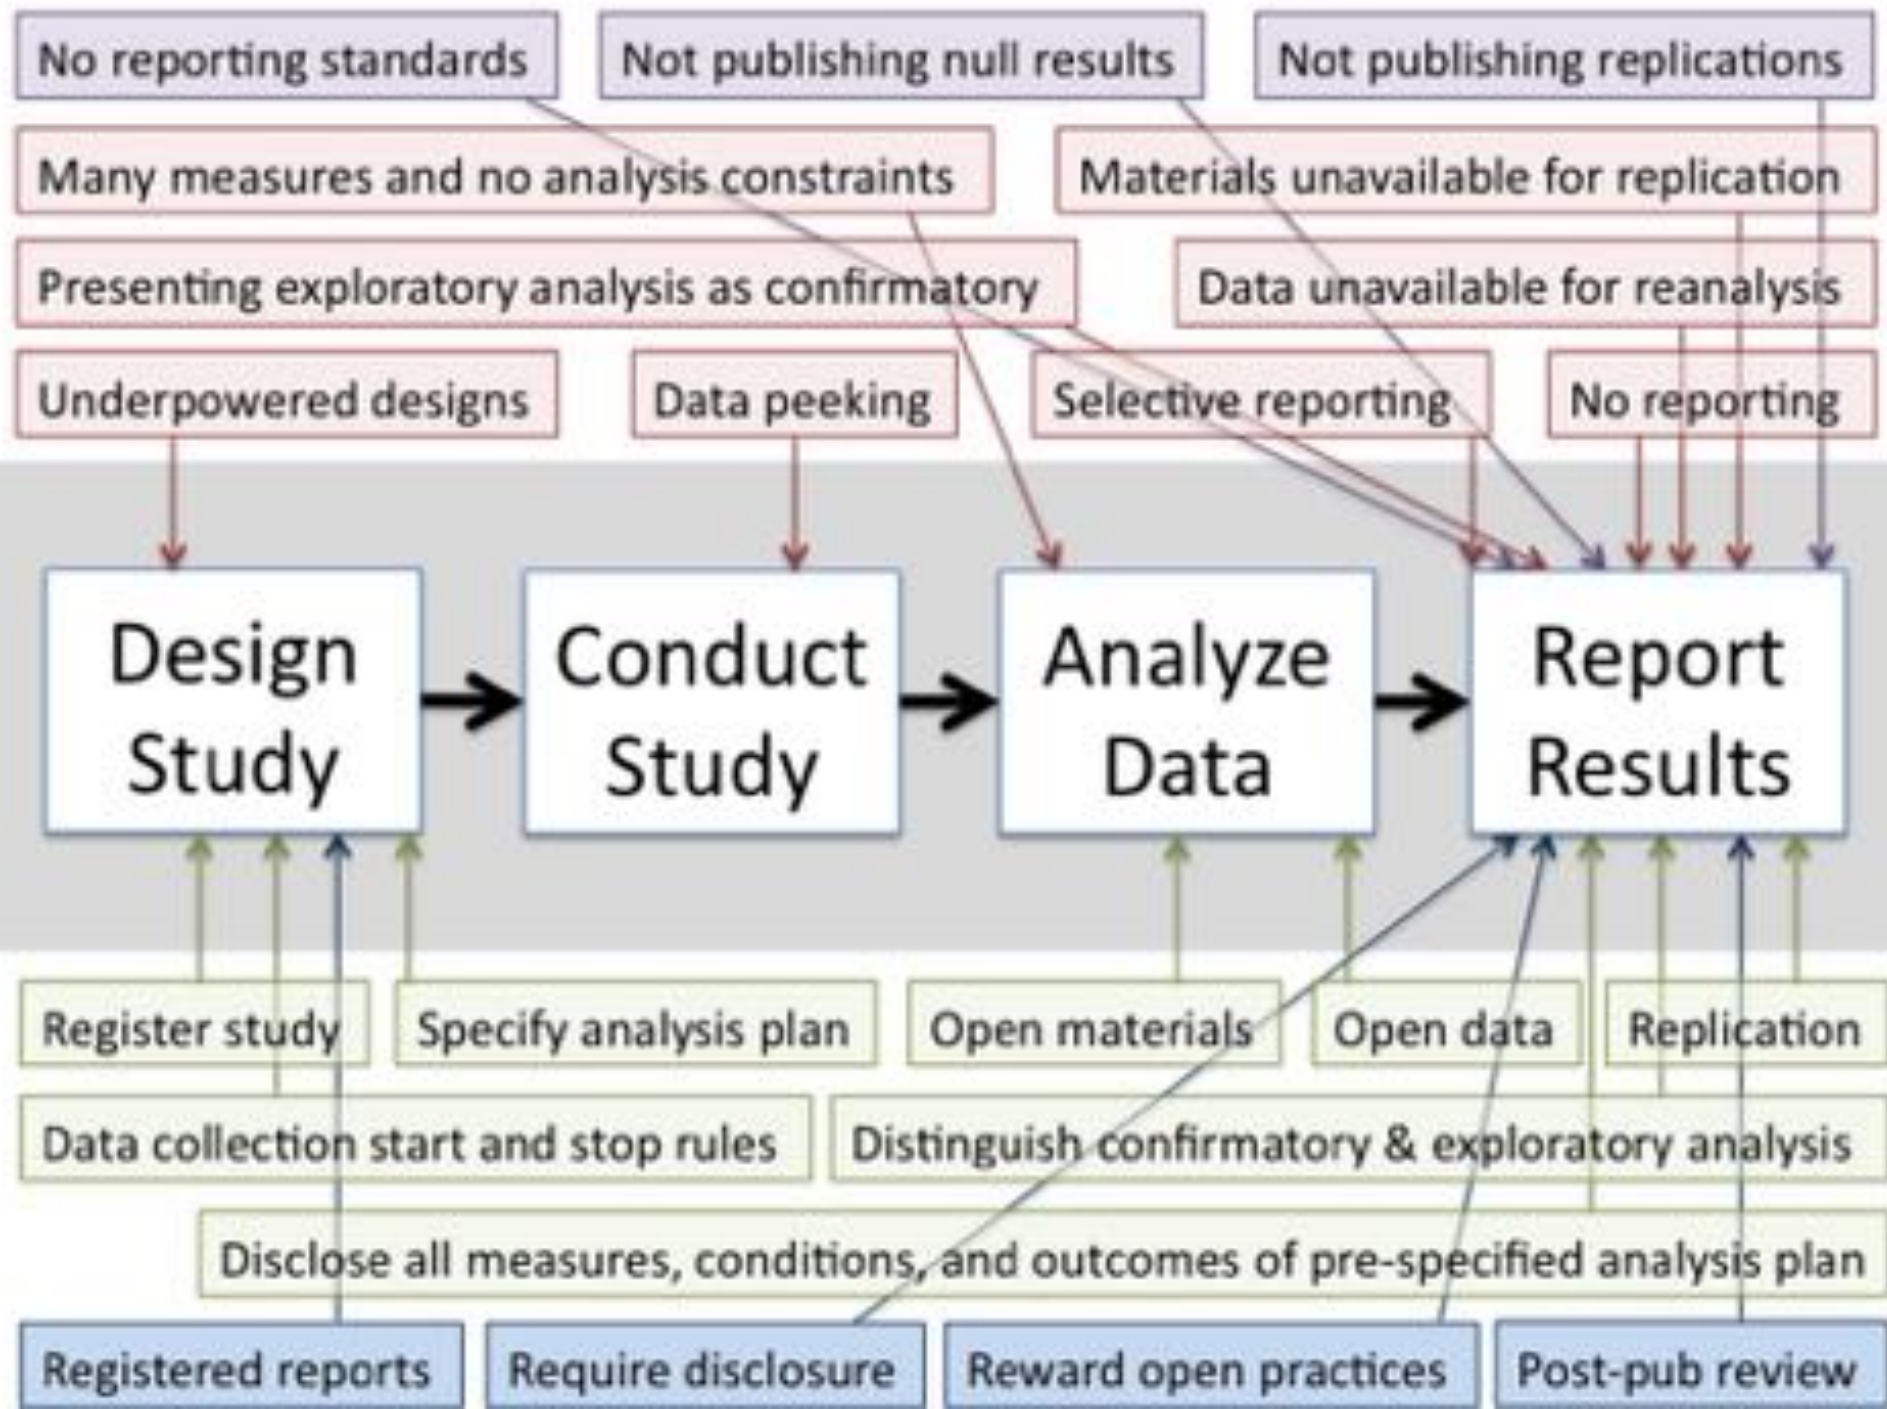 No reporting standards
Not publishing null results
Not publishing replications
Many measures and no analysis constraints
Materials unavailable for replication
Presenting exploratory analysis as confirmatory
Data unavailable for reanalysis
Underpowered designs
Data peeking
Selective reporting
No reporting
Design
Study
Conduct
Study
Analyze
Data
Report
Results
Register study
Specify analysis plan
Open materials
Open data
Replication
Data collection start and stop rules
Distinguish confirmatory & exploratory analysis
Disclose all measures, conditions, and outcomes of pre-specified analysis plan
Registered reports
Require disclosure
Reward open practices
Post-pub review